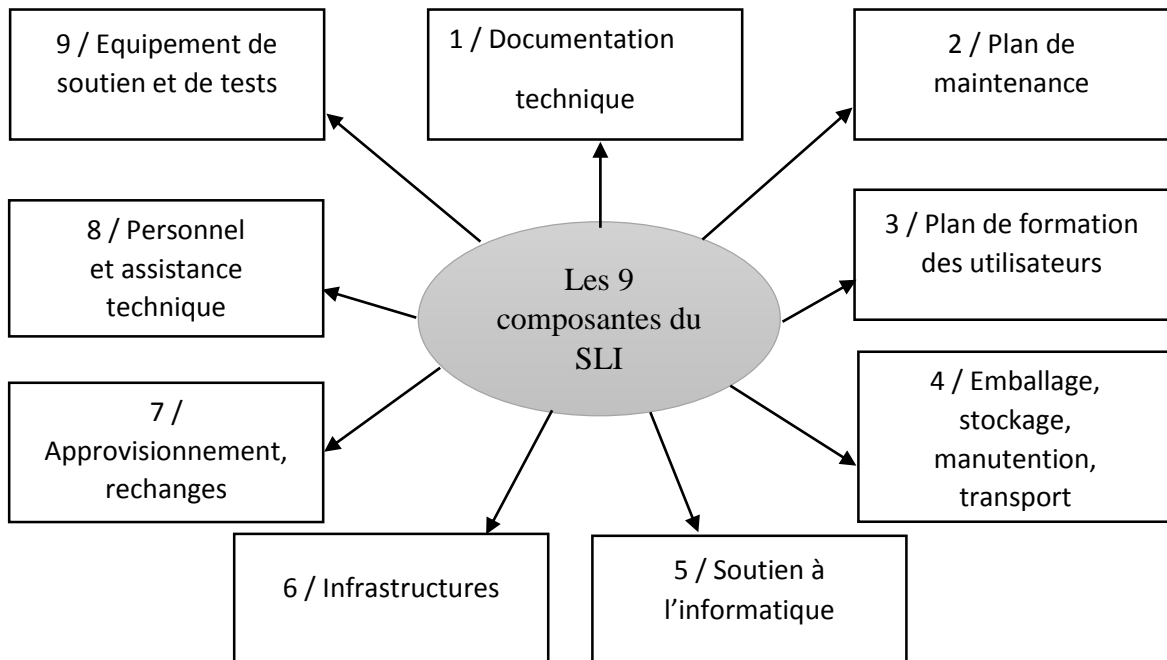 9 / Equipement de
soutien et de tests
1 / Documentation
technique
2 / Plan de
maintenance
8 / Personnel
et assistance
technique
3 / Plan de formation
des utilisateurs
Les 9
composantes du
SLI
7 /
Approvisionnement,
rechanges
4 / Emballage,
stockage,
manutention,
transport
6 / Infrastructures
5 / Soutien à
l’informatique